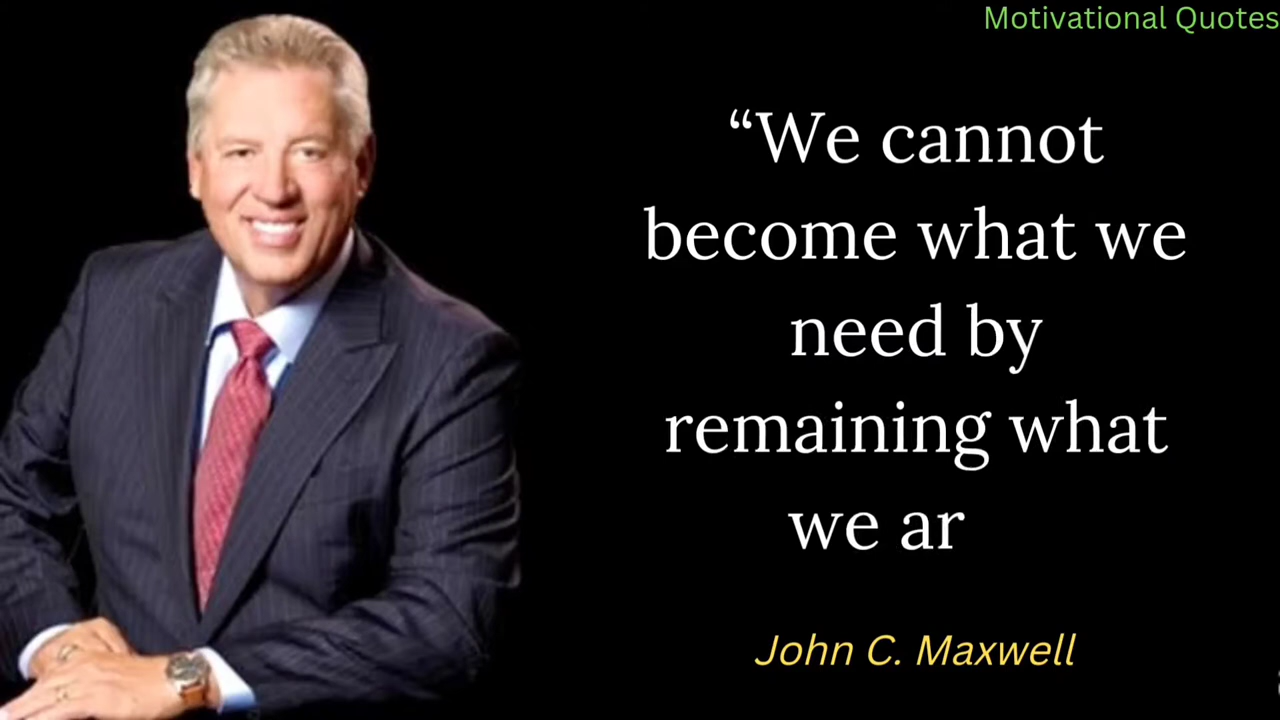 Motivational Quotes
“We cannot
become what we
need by
remaining what
we ar
John C. Maxwell